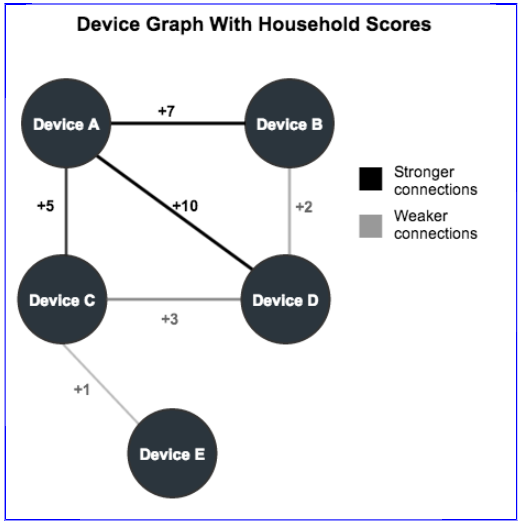 Device Graph With Household Scores
+7
Device A
Device B
Stronger
connections
+5
+10
+2
Weaker
connections
Device C
Device D
+3
+1
Device E